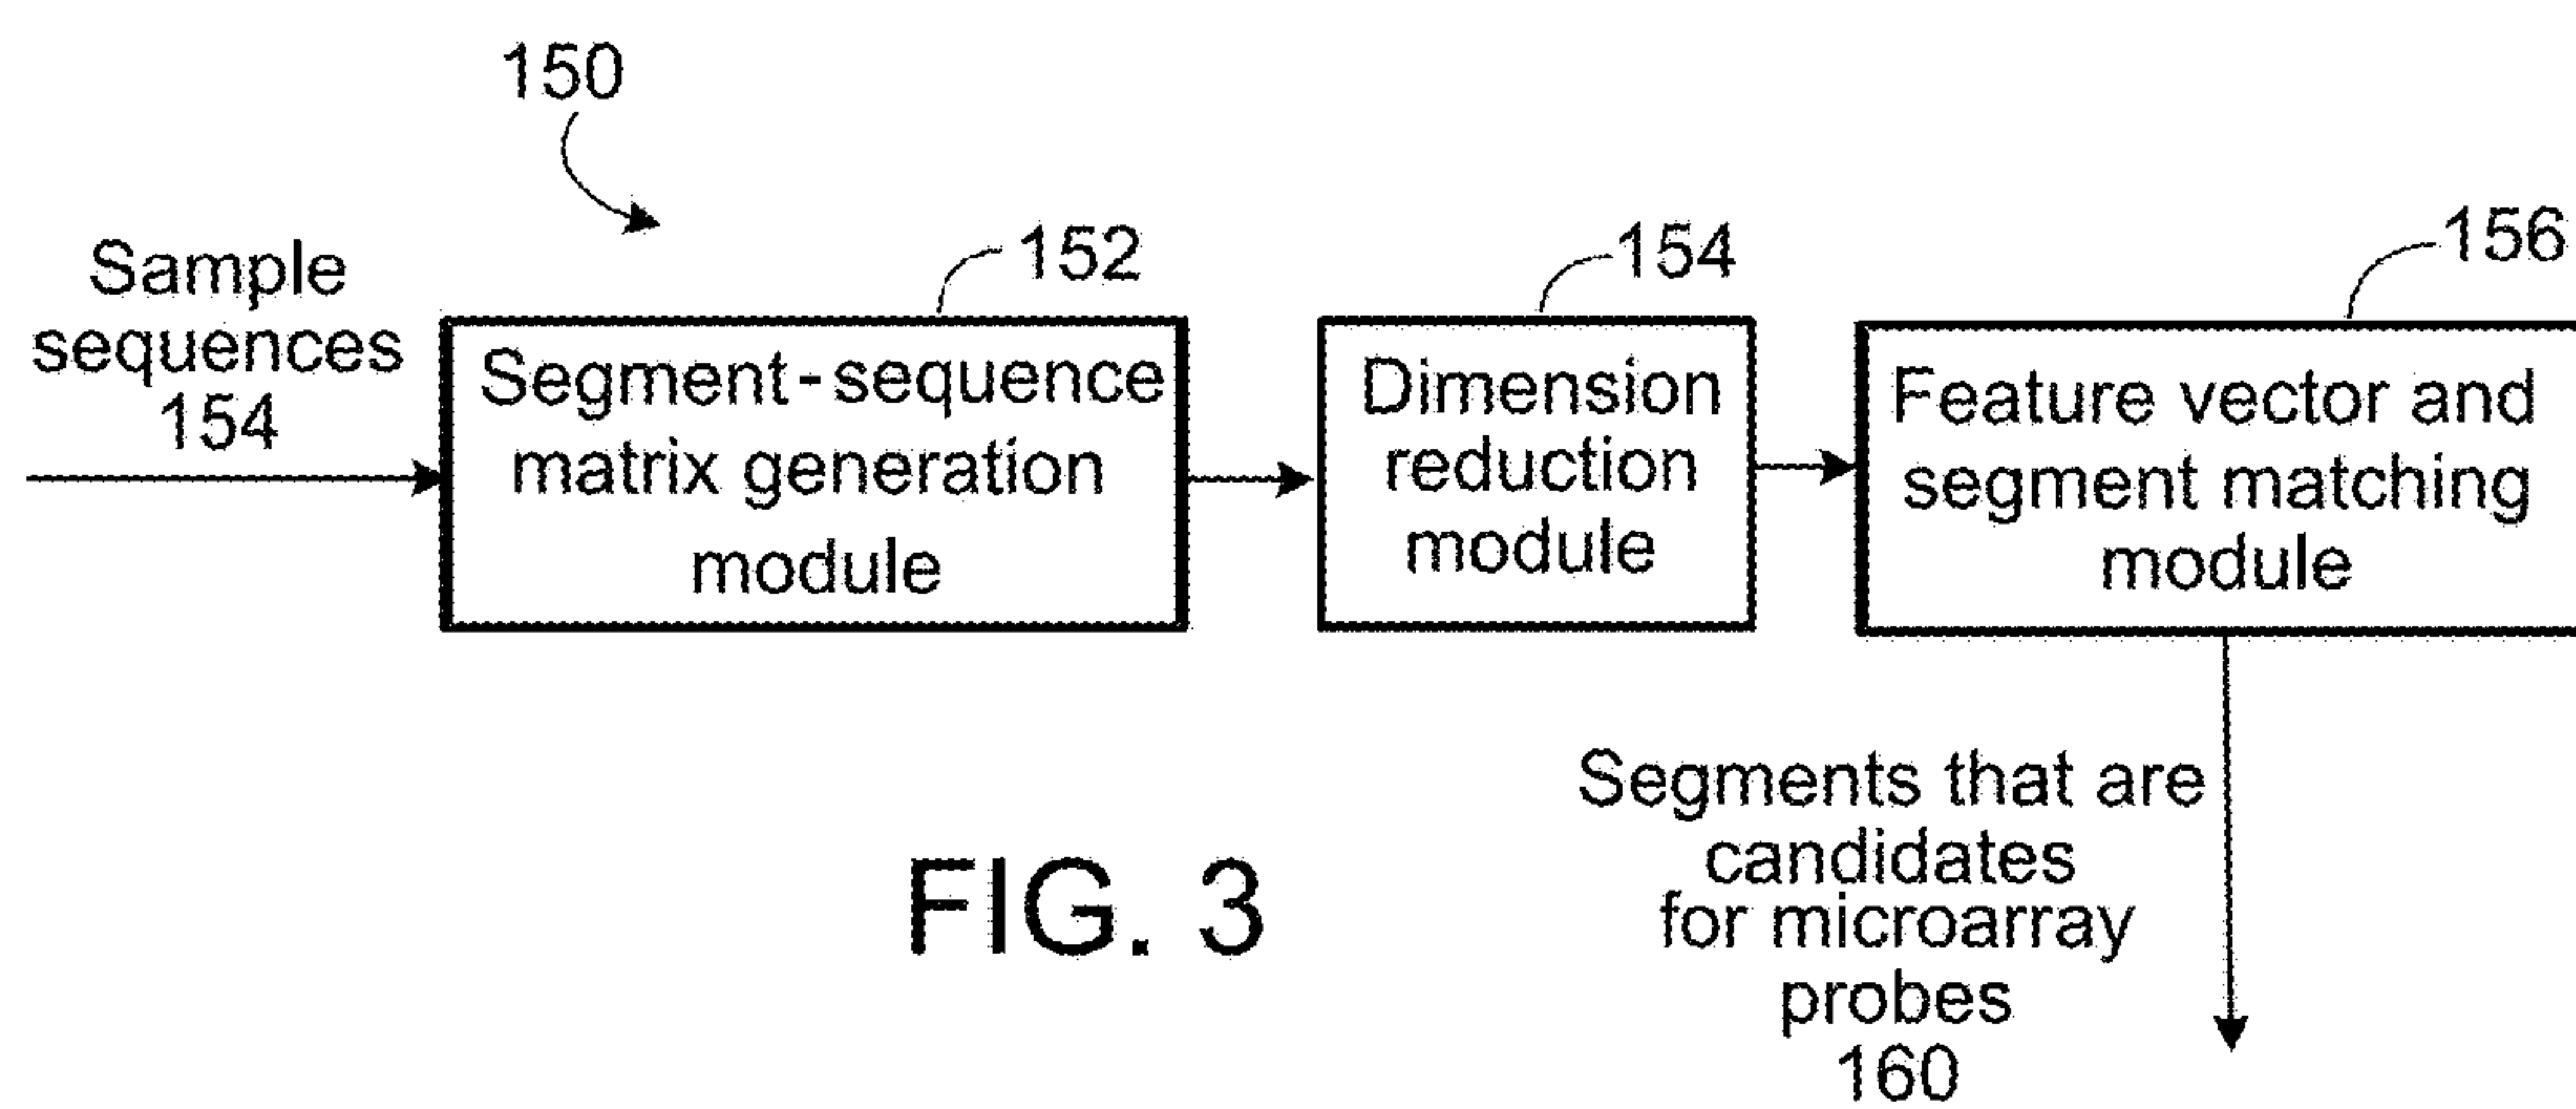 150
Sample
sequences
154
152
Segment-sequence
matrix generation
module
154
Dimension
reduction
module
156
Feature vector and
segment matching
module
Segments that are
candidates
for microarray
probes
160
FIG. 3